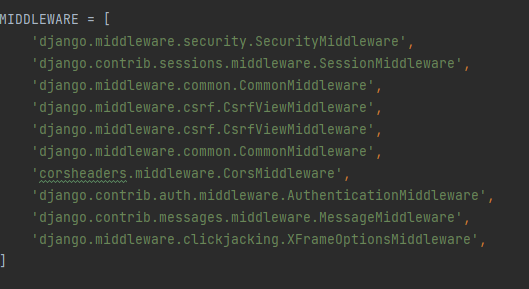 MIDDLEWARE = [
    'django.middleware.security.SecurityMiddleware',
    'django.contrib.sessions.middleware.SessionMiddleware',
    'django.middleware.common.CommonMiddleware',
    'django.middleware.csrf.CsrfViewMiddleware',
    'django.middleware.csrf.CsrfViewMiddleware',
    'django.middleware.common.CommonMiddleware',
    'corsheaders.middleware.CorsMiddleware',
    'django.contrib.auth.middleware.AuthenticationMiddleware',
    'django.contrib.messages.middleware.MessageMiddleware',
    'django.middleware.clickjacking.XFrameOptionsMiddleware',
]